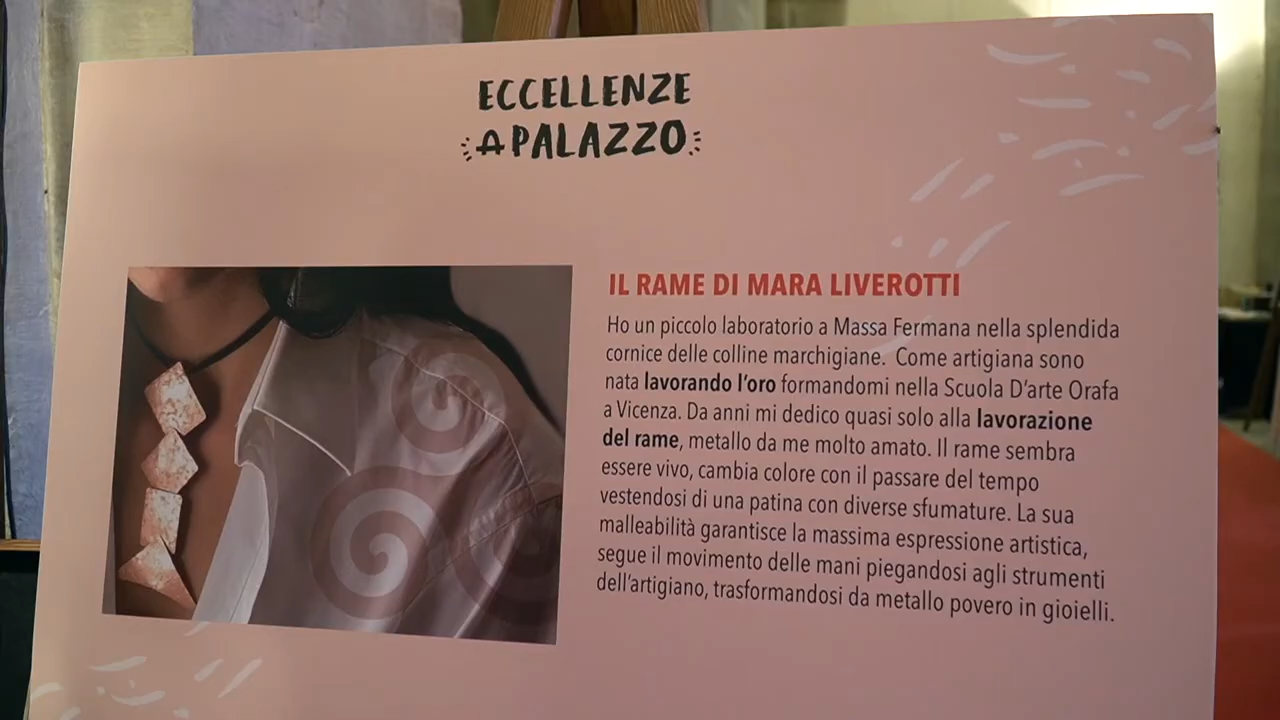 ECCELLENZE
A PALAZZO
IL RAME DI MARA LIVEROTTI
Ho un piccolo laboratorio a Massa Fermana nella splendida
cornice delle colline marchigiane. Come artigiana sono
nata lavorando l'oro formandomi nella Scuola D'arte Orafa
a Vicenza. Da anni mi dedico quasi solo alla lavorazione
del rame, metallo da me molto amato. Il rame sembra
essere vivo, cambia colore con il passare del tempo
vestendosi di una patina con diverse sfumature. La sua
malleabilità garantisce la massima espressione artistica,
segue il movimento delle mani piegandosi agli strumenti
dell'artigiano, trasformandosi da metallo povero in gioielli.